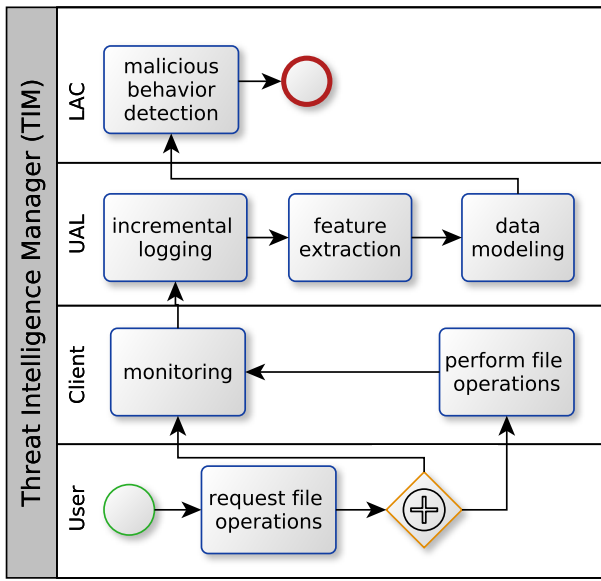 Threat Intelligence Manager (TIM)
LAC
malicious
behavior
detection
UAL
incremental
logging
feature
extraction
data
modeling
Client
monitoring
perform file
operations
User
request file
operations